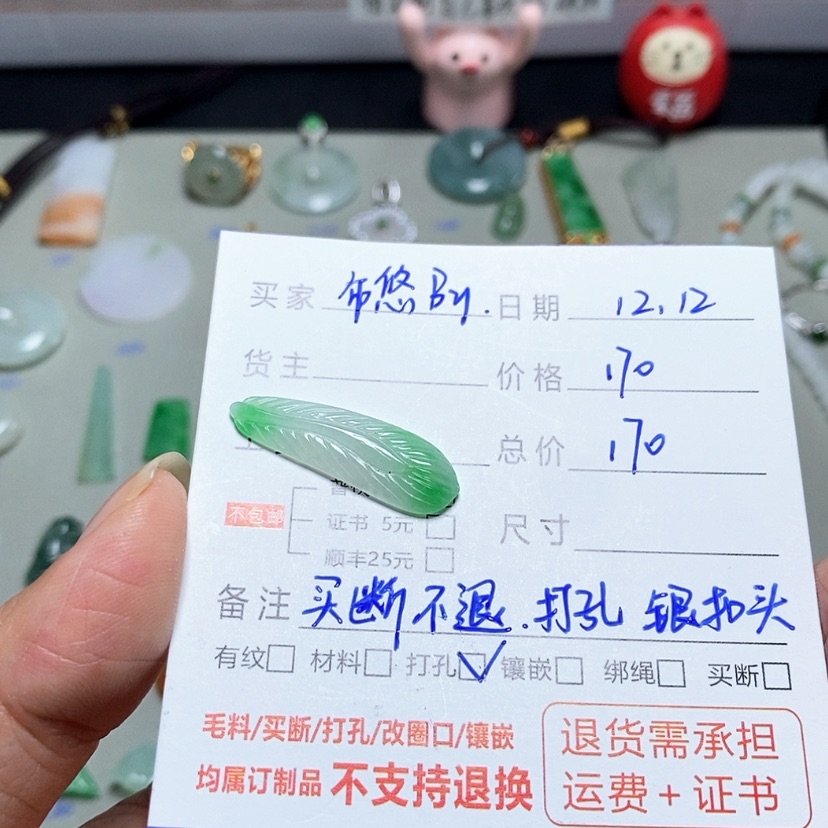 买家 布悠By. 日期 12.12
货主 价格 170
总价 170
不包邮
证书 5元
尺寸
顺丰25元
备注 买断不退.打孔 银扣头
有纹 材料 打孔 镶嵌 绑绳 买断
毛料/买断/打孔/改圈口/镶嵌
均属订制品 不支持退换
退货需承担
运费+证书
福